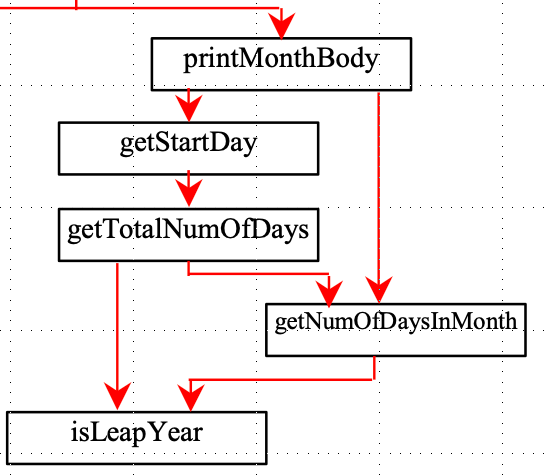 printMonthBody
getStartDay
getTotalNumOfDays
getNumOfDaysInMonth
isLeapYear